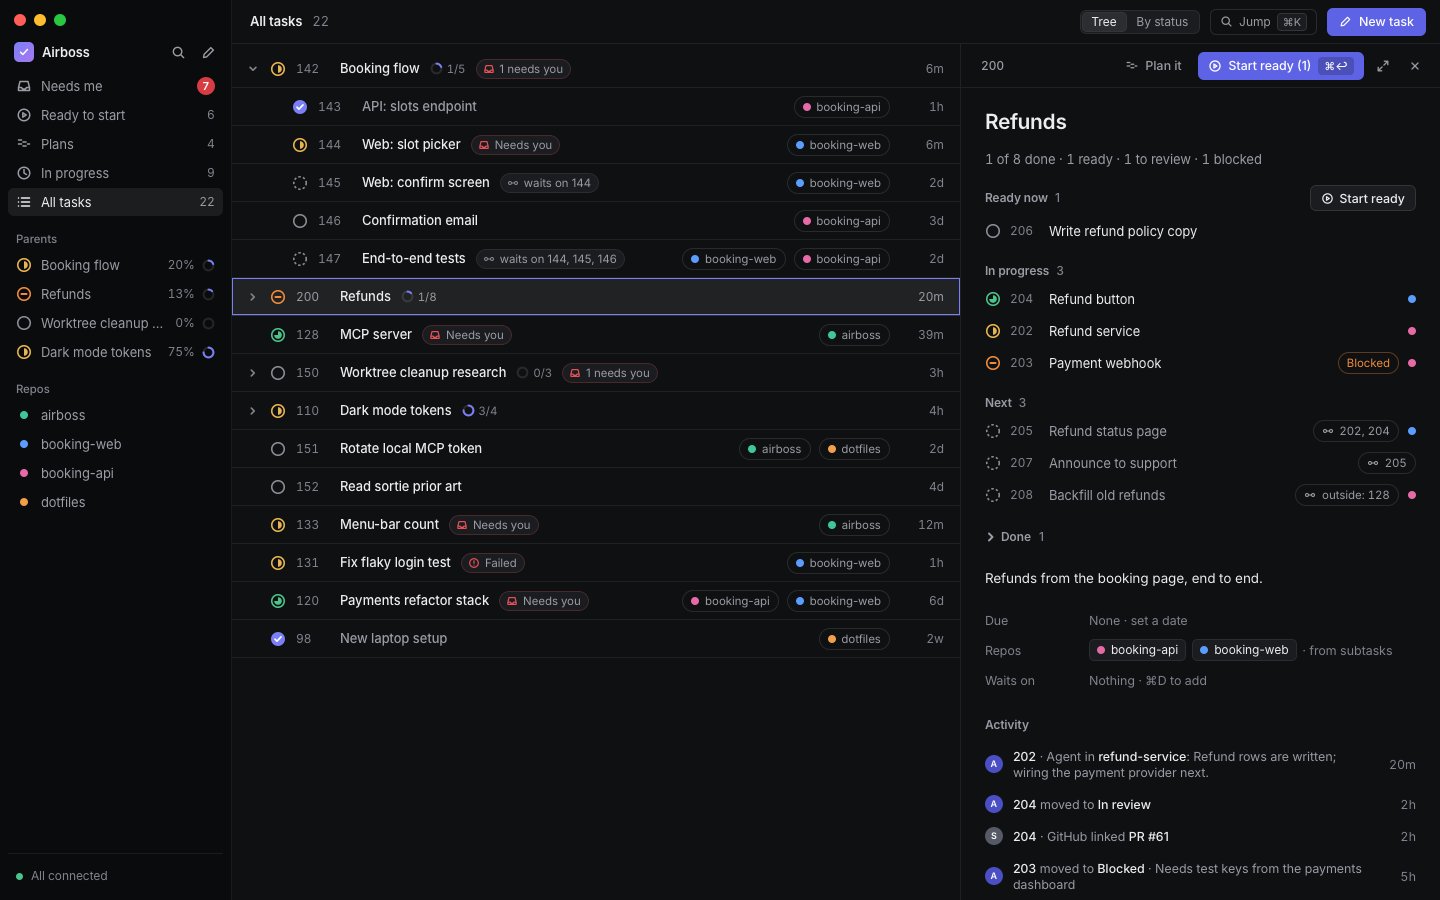 Airboss
Needs me 7
Ready to start 6
Plans 4
In progress 9
All tasks 22
Parents
Booking flow 20%
Refunds 13%
Worktree cleanup ... 0%
Dark mode tokens 75%
Repos
airboss
booking-web
booking-api
dotfiles
All connected
All tasks 22
Tree By status Jump ⌘K New task
142 Booking flow 1/5 1 needs you 6m
143 API: slots endpoint booking-api 1h
144 Web: slot picker Needs you booking-web 6m
145 Web: confirm screen waits on 144 booking-web 2d
146 Confirmation email booking-api 3d
147 End-to-end tests waits on 144, 145, 146 booking-web booking-api 2d
200 Refunds 1/8 20m
128 MCP server Needs you airboss 39m
150 Worktree cleanup research 0/3 1 needs you 3h
110 Dark mode tokens 3/4 4h
151 Rotate local MCP token airboss dotfiles 2d
152 Read sortie prior art 4d
133 Menu-bar count Needs you airboss 12m
131 Fix flaky login test Failed booking-web 1h
120 Payments refactor stack Needs you booking-api booking-web 6d
98 New laptop setup dotfiles 2w
200 Plan it Start ready (1) ⌘↩
Refunds
1 of 8 done · 1 ready · 1 to review · 1 blocked
Ready now 1 Start ready
206 Write refund policy copy
In progress 3
204 Refund button
202 Refund service
203 Payment webhook Blocked
Next 3
205 Refund status page 202, 204
207 Announce to support 205
208 Backfill old refunds outside: 128
Done 1
Refunds from the booking page, end to end.
Due None · set a date
Repos booking-api booking-web · from subtasks
Waits on Nothing · ⌘D to add
Activity
A 202 · Agent in refund-service: Refund rows are written; 20m
wiring the payment provider next.
A 204 moved to In review 2h
S 204 · GitHub linked PR #61 2h
A 203 moved to Blocked · Needs test keys from the payments 5h
dashboard